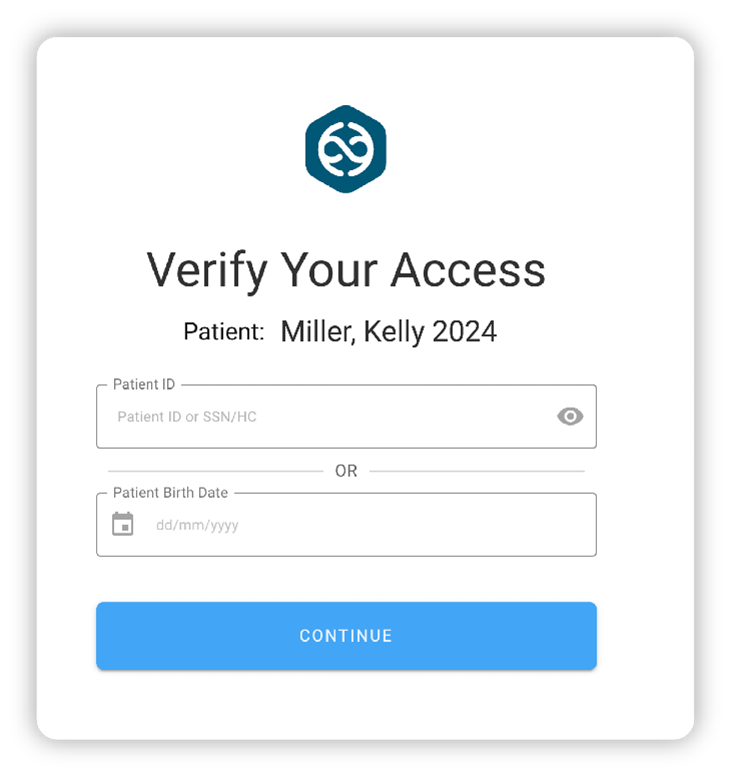 Verify Your Access
Patient: Miller, Kelly 2024
Patient ID
Patient ID or SSN/HC
OR
Patient Birth Date
dd/mm/yyyy
CONTINUE